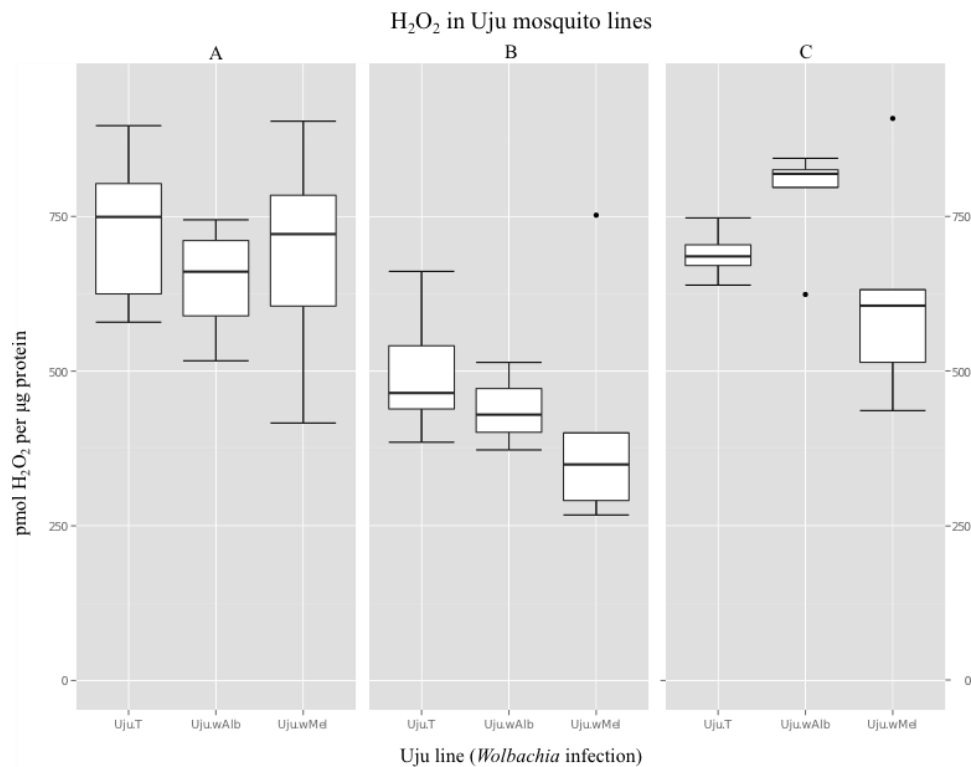 H₂O₂ in Uju mosquito lines
A B C
pmol H₂O₂ per µg protein
750 750
500 500
250 250
0 0
Uju.T Uju.wAlb Uju.wMel Uju.T Uju.wAlb Uju.wMel Uju.T Uju.wAlb Uju.wMel
Uju line (Wolbachia infection)